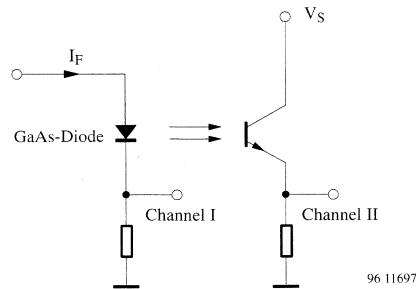 V_S
I_F
GaAs-Diode
Channel I
Channel II
96 11697